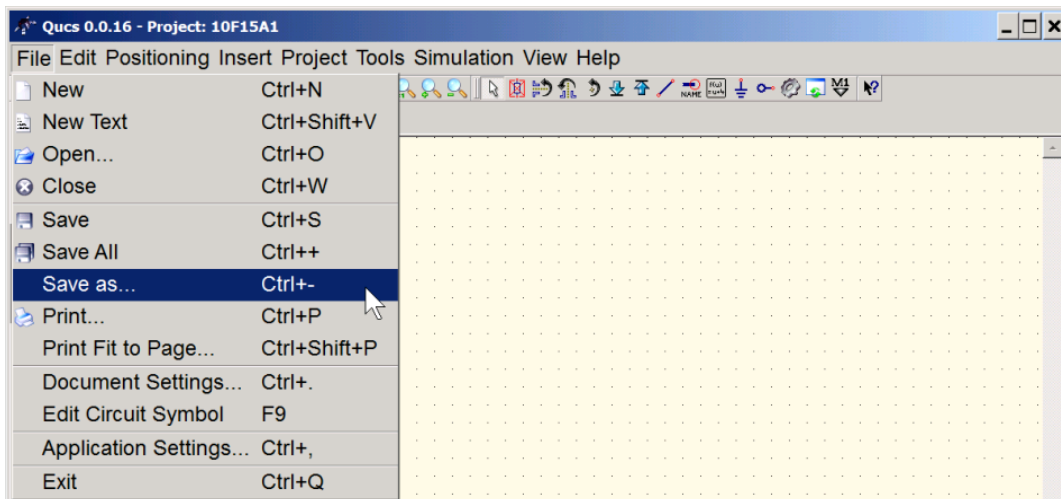 Qucs 0.0.16 - Project: 10F15A1
File Edit Positioning Insert Project Tools Simulation View Help
New Ctrl+N
New Text Ctrl+Shift+V
Open... Ctrl+O
Close Ctrl+W
Save Ctrl+S
Save All Ctrl++
Save as... Ctrl+-
Print... Ctrl+P
Print Fit to Page... Ctrl+Shift+P
Document Settings... Ctrl+.
Edit Circuit Symbol F9
Application Settings... Ctrl+,
Exit Ctrl+Q
NAME
M1